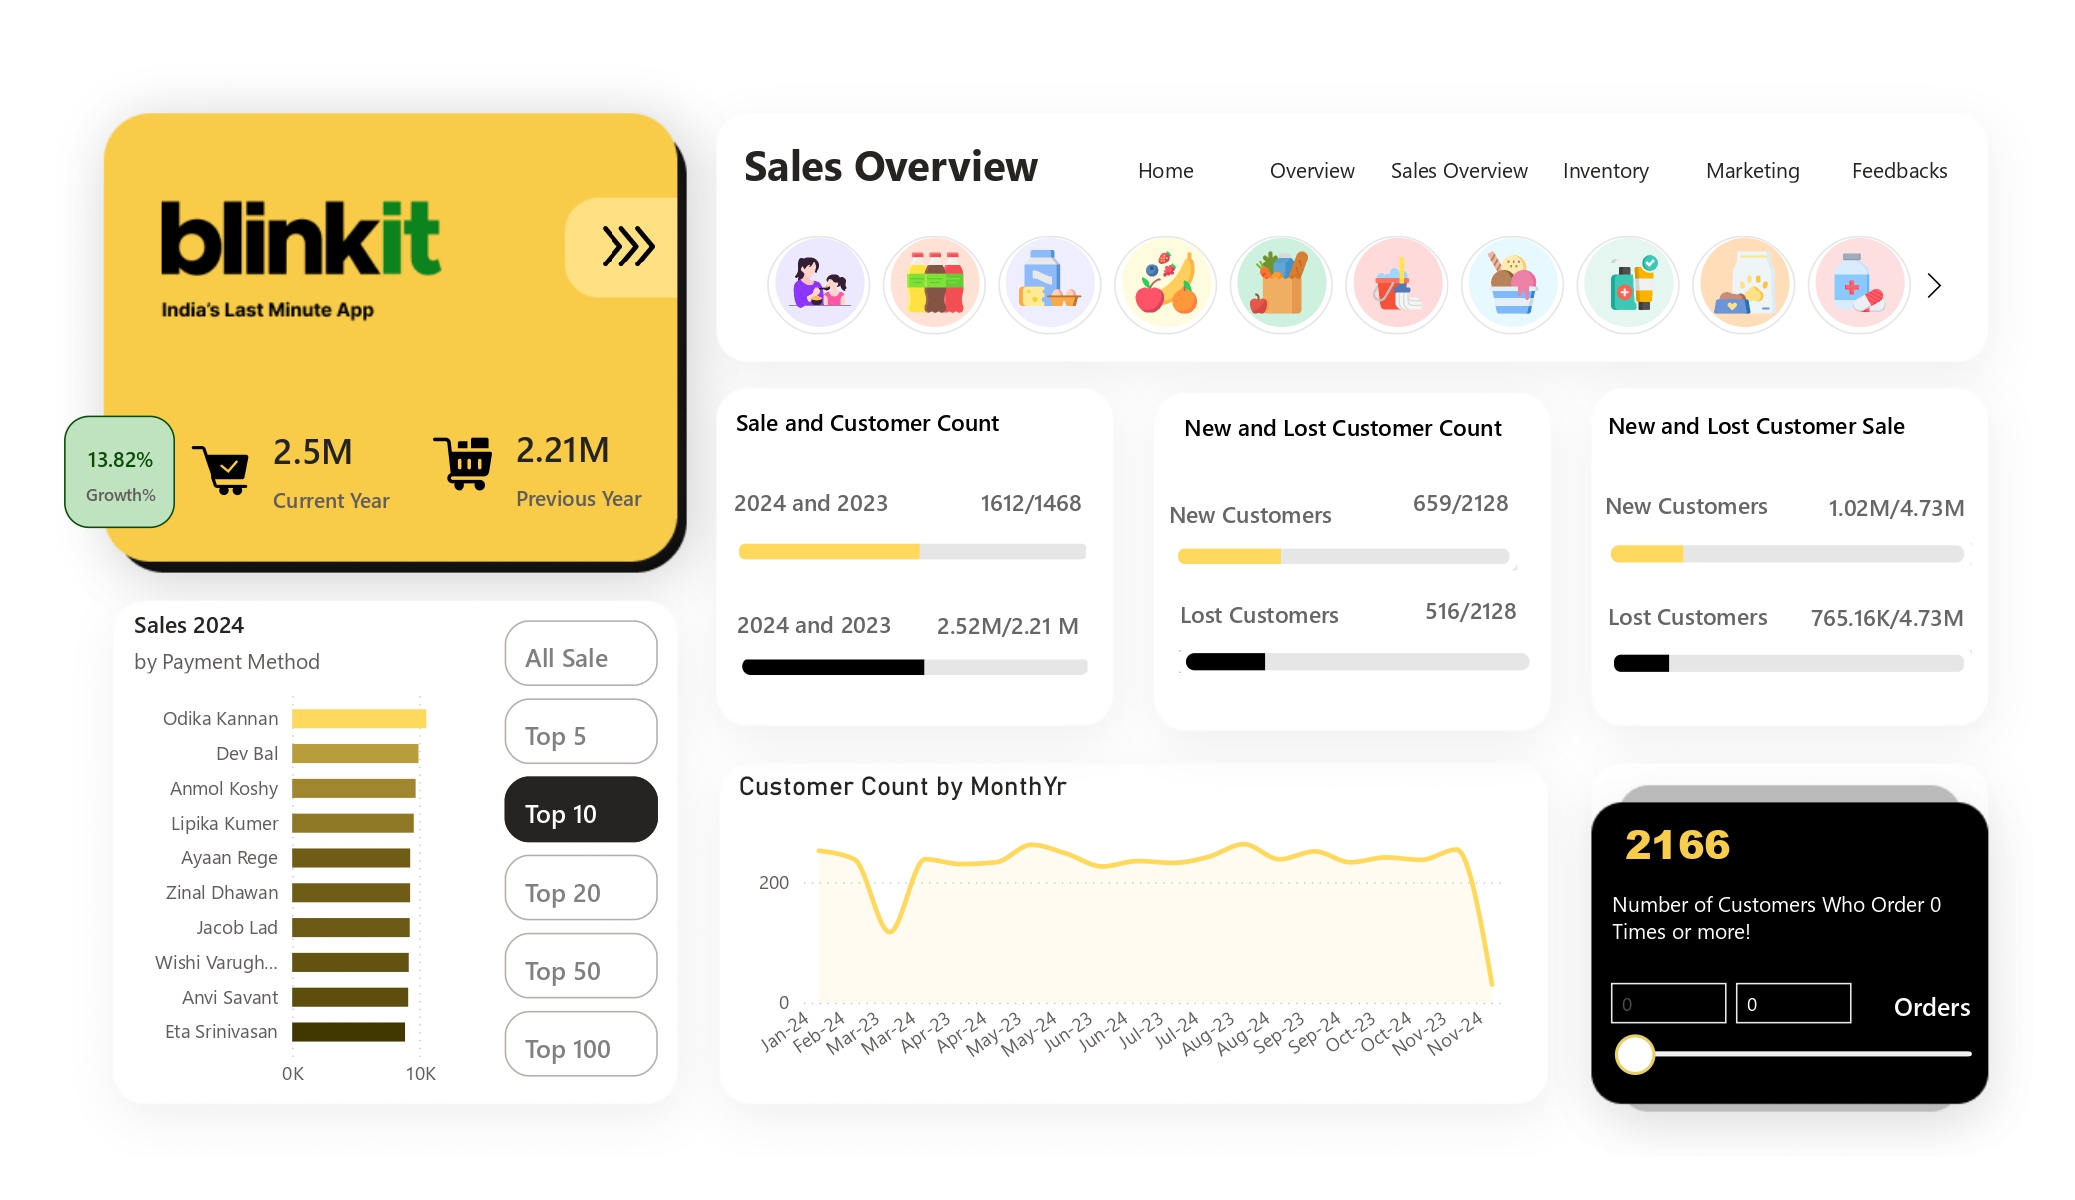 blinkit
India's Last Minute App
13.82%
Growth%
2.5M
Current Year
2.21M
Previous Year
Sales Overview
Home
Overview
Sales Overview
Inventory
Marketing
Feedbacks
Sale and Customer Count
2024 and 2023
1612/1468
2024 and 2023
2.52M/2.21 M
New and Lost Customer Count
New Customers
659/2128
Lost Customers
516/2128
New and Lost Customer Sale
New Customers
1.02M/4.73M
Lost Customers
765.16K/4.73M
Sales 2024
by Payment Method
Odika Kannan
Dev Bal
Anmol Koshy
Lipika Kumer
Ayaan Rege
Zinal Dhawan
Jacob Lad
Wishi Varugh...
Anvi Savant
Eta Srinivasan
0K
10K
All Sale
Top 5
Top 10
Top 20
Top 50
Top 100
Customer Count by MonthYr
200
0
Jan-24
Feb-24
Mar-23
Mar-24
Apr-23
Apr-24
May-23
May-24
Jun-23
Jun-24
Jul-23
Jul-24
Aug-23
Aug-24
Sep-23
Sep-24
Oct-23
Oct-24
Nov-23
Nov-24
2166
Number of Customers Who Order 0
Times or more!
0
0
Orders